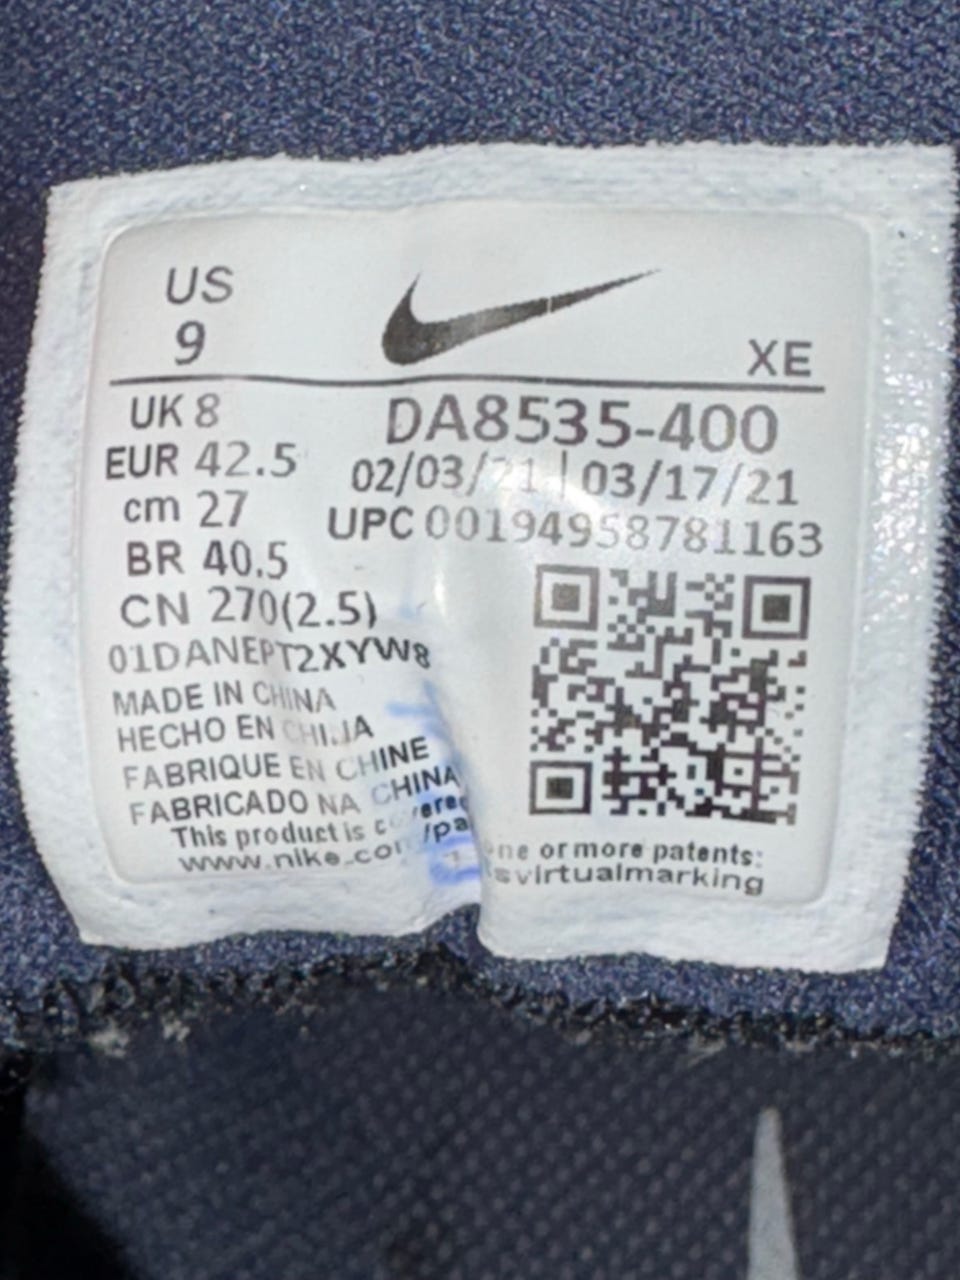 US
9
XE
UK 8
EUR 42.5
cm 27
BR 40.5
CN 270(2.5)
01DANEPT2XYW8
MADE IN CHINA
HECHO EN CHINA
FABRIQUE EN CHINE
FABRICADO NA CHINA
DA8535-400
02/03/21 | 03/17/21
UPC 00194958781163
This product is one or more patents:
www.nike.com